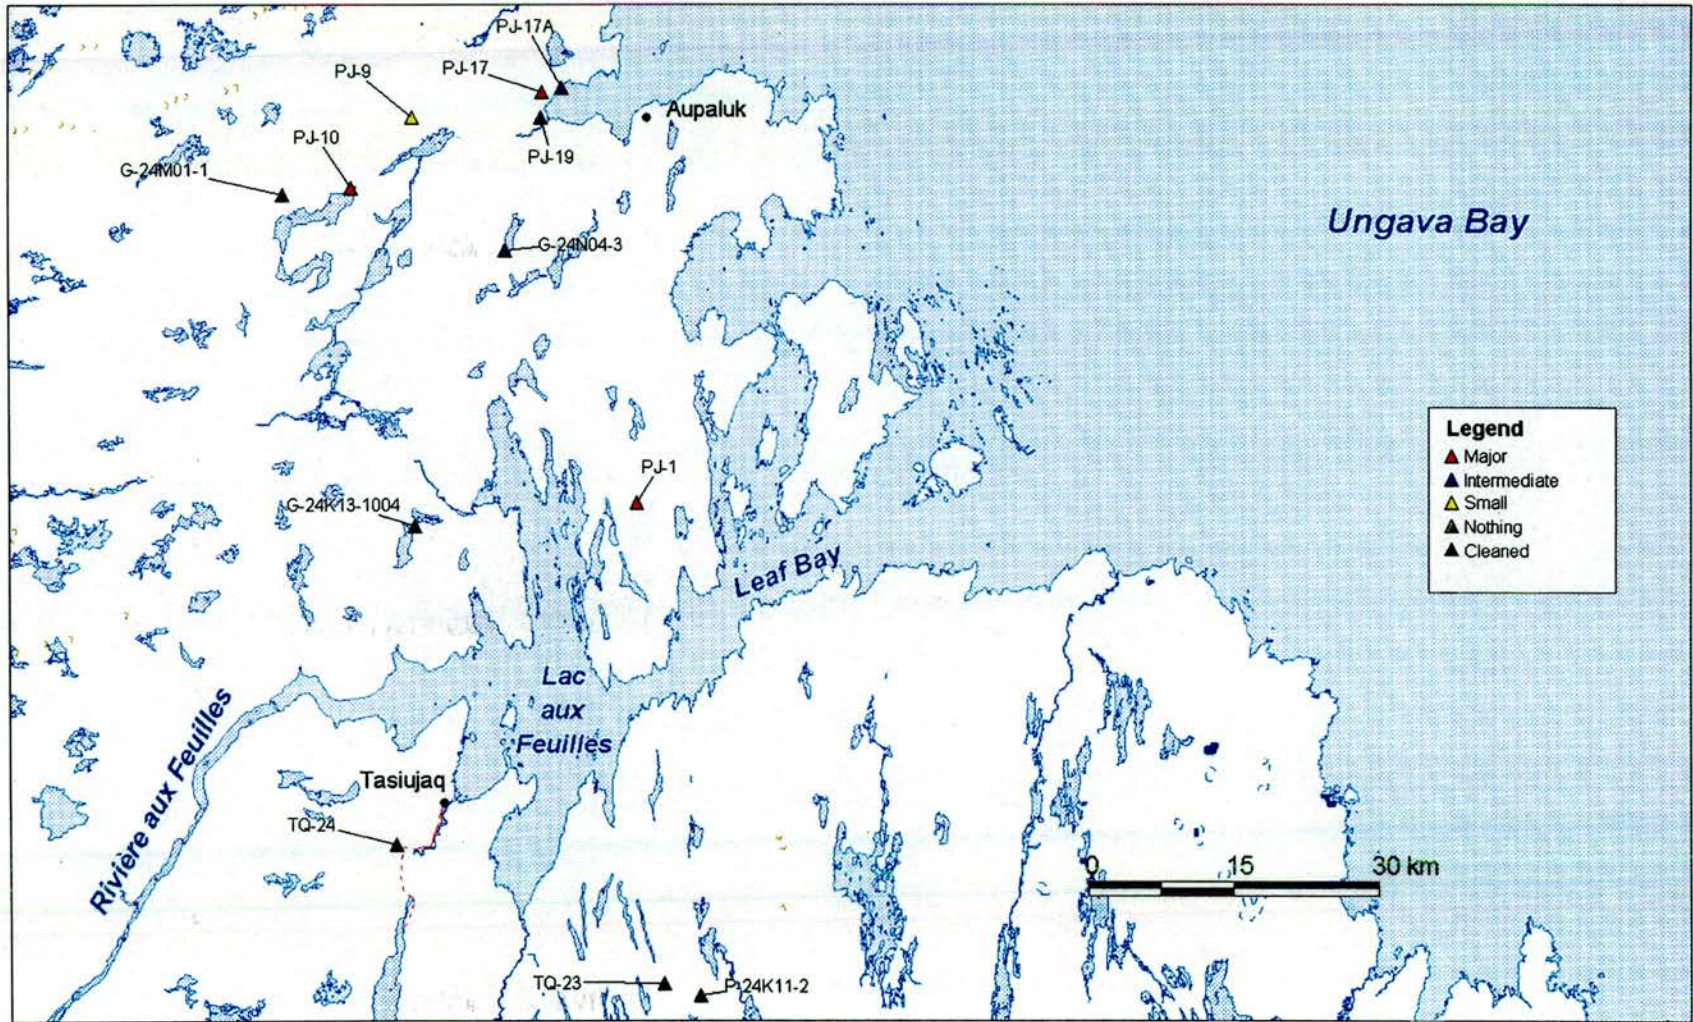 PJ-17A
PJ-17
PJ-9
Aupaluk
PJ-10
PJ-19
G-24M01-1
Ungava Bay
G-24N04-3
Legend
Major
Intermediate
Small
Nothing
Cleaned
PJ-1
G-24K13-1004
Leaf Bay
Lac
aux
Feuilles
Rivière aux Feuilles
Tasiujaq
TQ-24
0 15 30 km
TQ-23
P-24K11-2